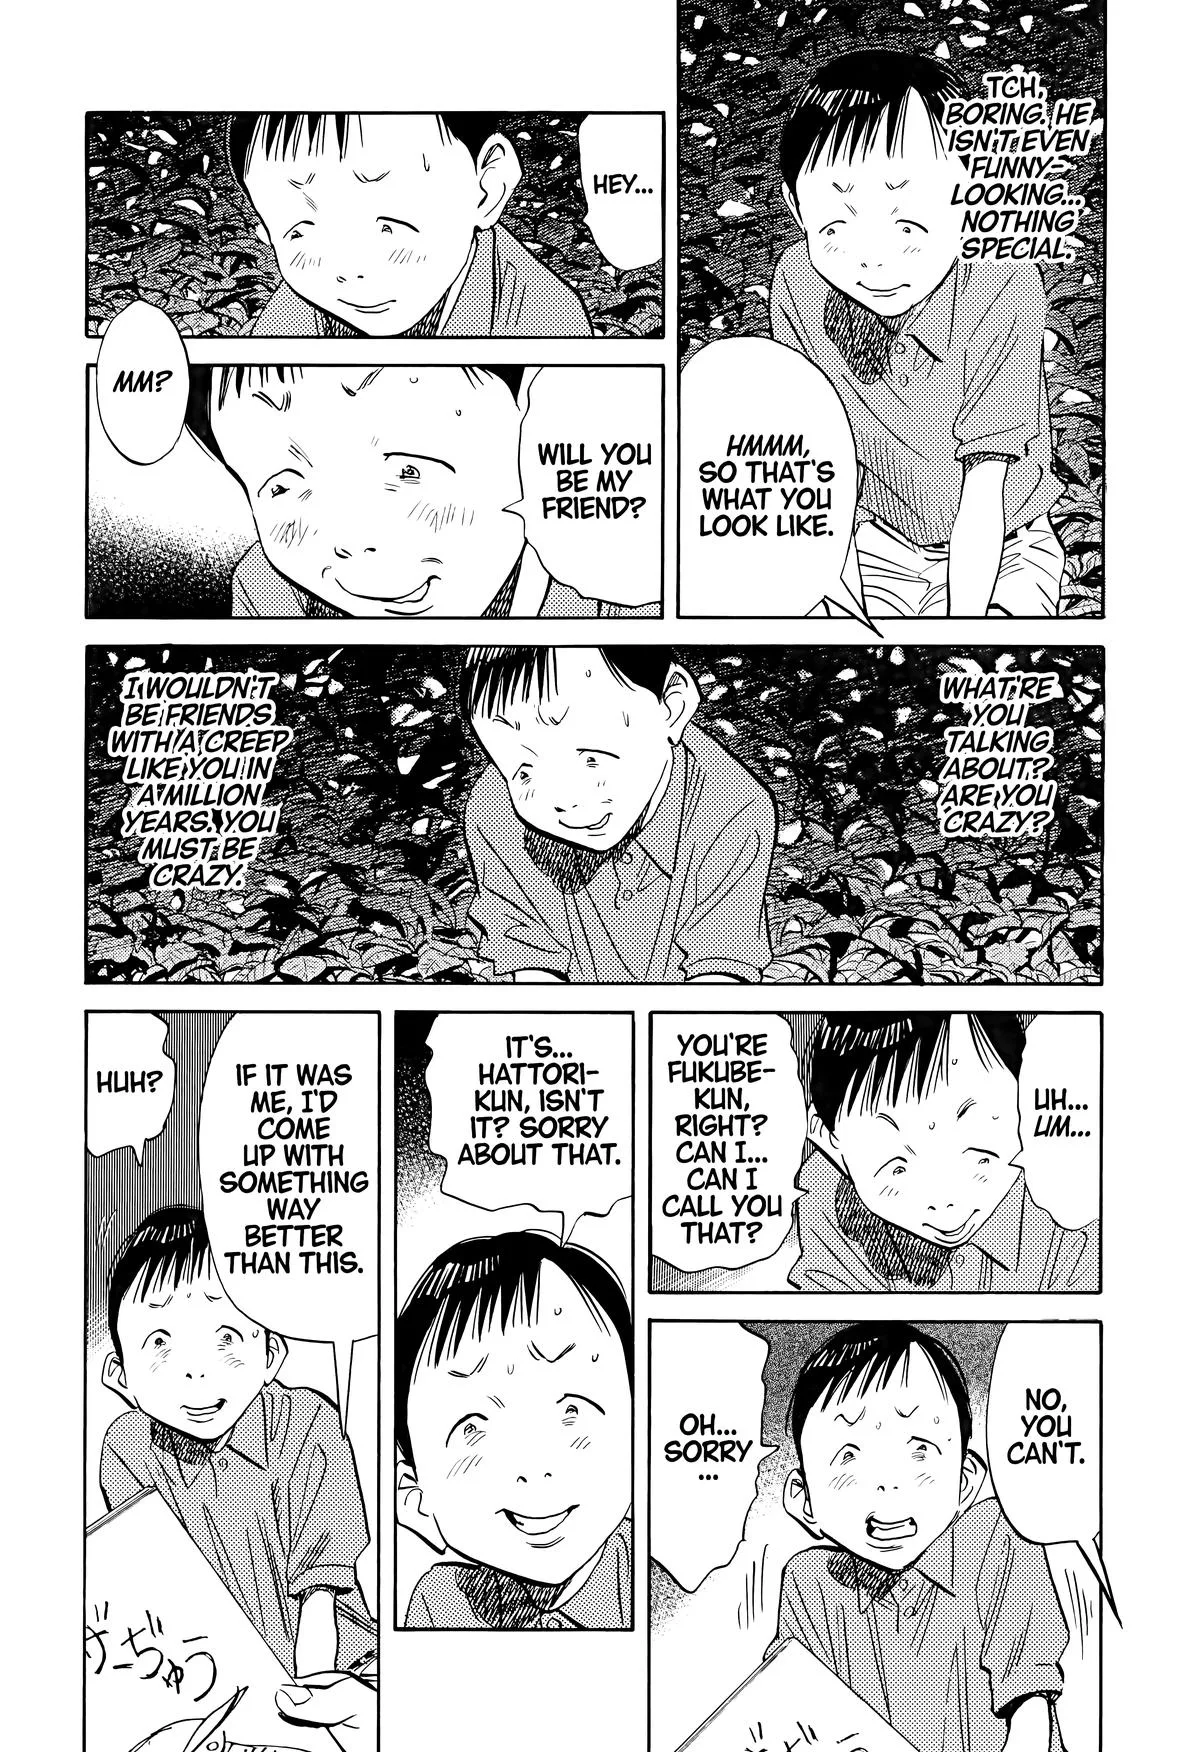 TCH,
BORING. HE
ISN'T EVEN
FUNNY-
LOOKING...
NOTHING
SPECIAL.
HMMM,
SO THAT'S
WHAT YOU
LOOK LIKE.
HEY...
MM?
WILL YOU
BE MY
FRIEND?
WHAT'RE
YOU
TALKING
ABOUT?
ARE YOU
CRAZY?
I WOULDN'T
BE FRIENDS
WITH A CREEP
LIKE YOU IN
A MILLION
YEARS. YOU
MUST BE
CRAZY.
UH...
UM...
YOU'RE
FUKUBE-
KUN,
RIGHT?
CAN I...
CAN I
CALL YOU
THAT?
NO,
YOU
CAN'T.
OH...
SORRY
...
IT'S...
HATTORI-
KUN, ISN'T
IT? SORRY
ABOUT THAT.
IF IT WAS
ME, I'D
COME
UP WITH
SOMETHING
WAY
BETTER
THAN THIS.
HUH?
ーぢゅう